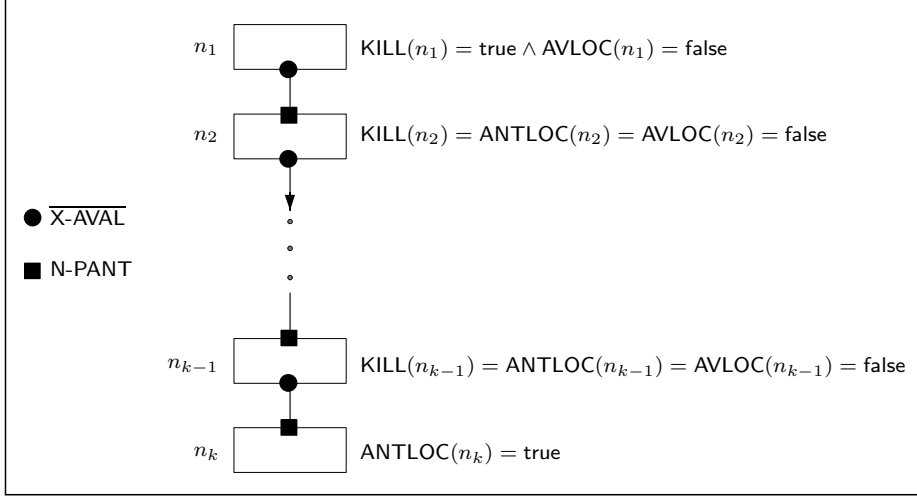 n₁ KILL(n₁) = true ∧ AVLOC(n₁) = false
n₂ KILL(n₂) = ANTLOC(n₂) = AVLOC(n₂) = false
X-AVAL
N-PANT
nₖ₋₁ KILL(nₖ₋₁) = ANTLOC(nₖ₋₁) = AVLOC(nₖ₋₁) = false
nₖ ANTLOC(nₖ) = true